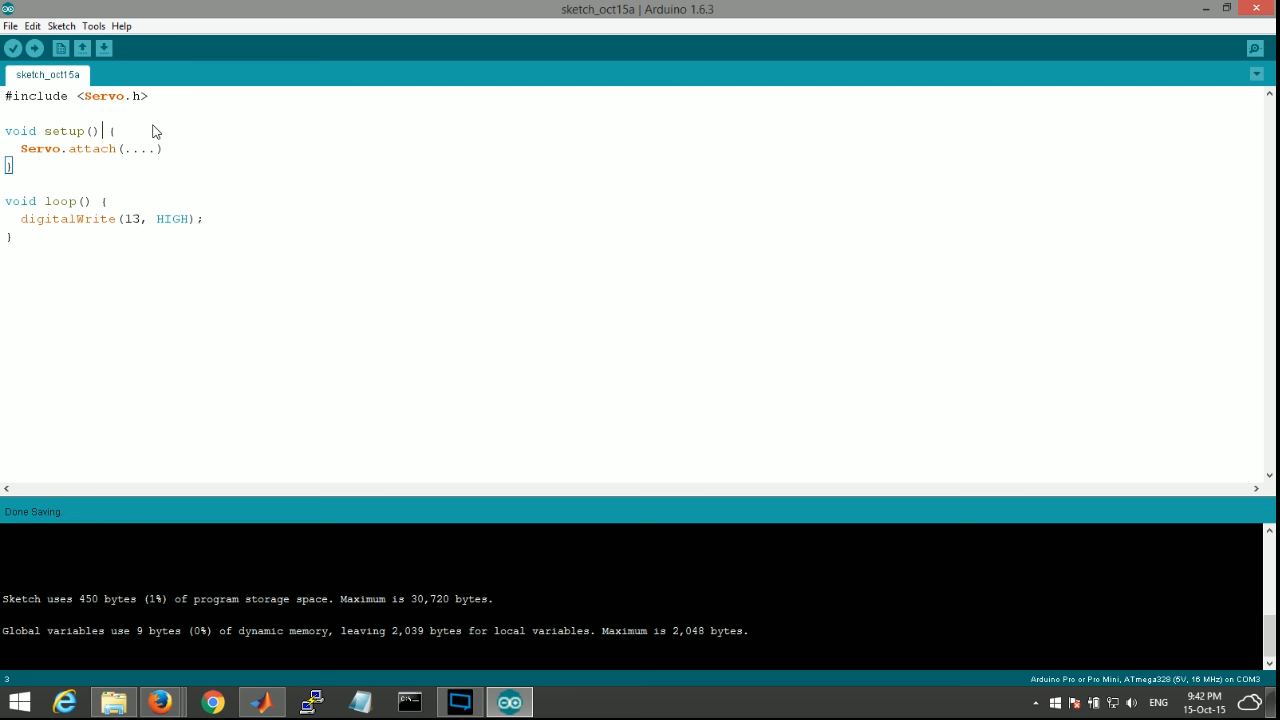 sketch_oct15a | Arduino 1.6.3
File Edit Sketch Tools Help
sketch_oct15a
#include <Servo.h>
void setup() {
Servo.attach(....)
}
void loop() {
digitalWrite(13, HIGH);
}
Done Saving.
Sketch uses 450 bytes (1%) of program storage space. Maximum is 30,720 bytes.
Global variables use 9 bytes (0%) of dynamic memory, leaving 2,039 bytes for local variables. Maximum is 2,048 bytes.
3 Arduino Pro or Pro Mini, ATmega328 (5V, 16 MHz) on COM3
ENG 9:42 PM
15-Oct-15